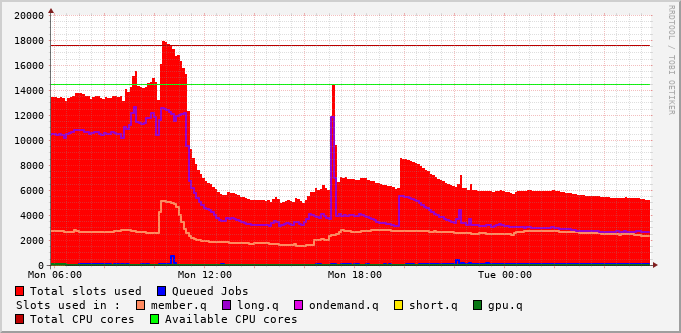 20000
18000
16000
14000
12000
10000
8000
6000
4000
2000
0
Mon 06:00 Mon 12:00 Mon 18:00 Tue 00:00
RRDTOOL / TOBI OETIKER
Total slots used Queued Jobs
Slots used in : member.q long.q ondemand.q short.q gpu.q
Total CPU cores Available CPU cores